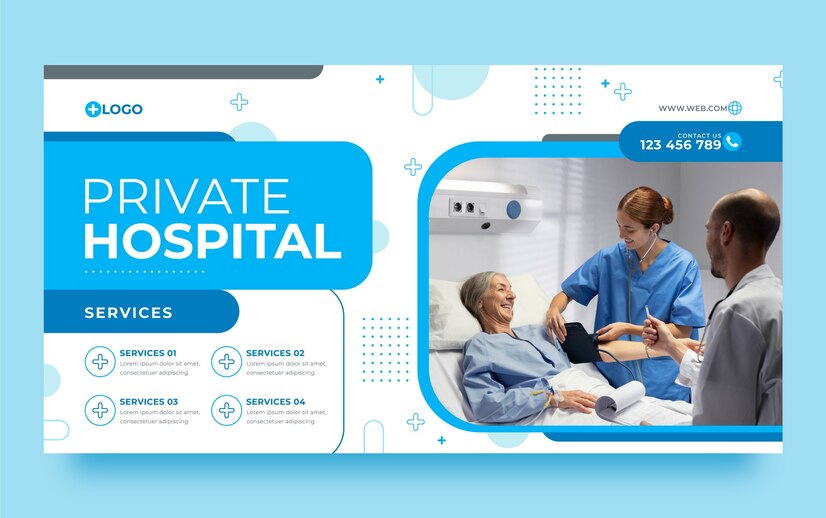 LOGO
WWW.WEB.COM
CONTACT US
123 456 789
PRIVATE
HOSPITAL
SERVICES
SERVICES 01
Lorem ipsum dolor sit amet,
consectetuer adipiscing.
SERVICES 02
Lorem ipsum dolor sit amet,
consectetuer adipiscing.
SERVICES 03
Lorem ipsum dolor sit amet,
consectetuer adipiscing.
SERVICES 04
Lorem ipsum dolor sit amet,
consectetuer adipiscing.